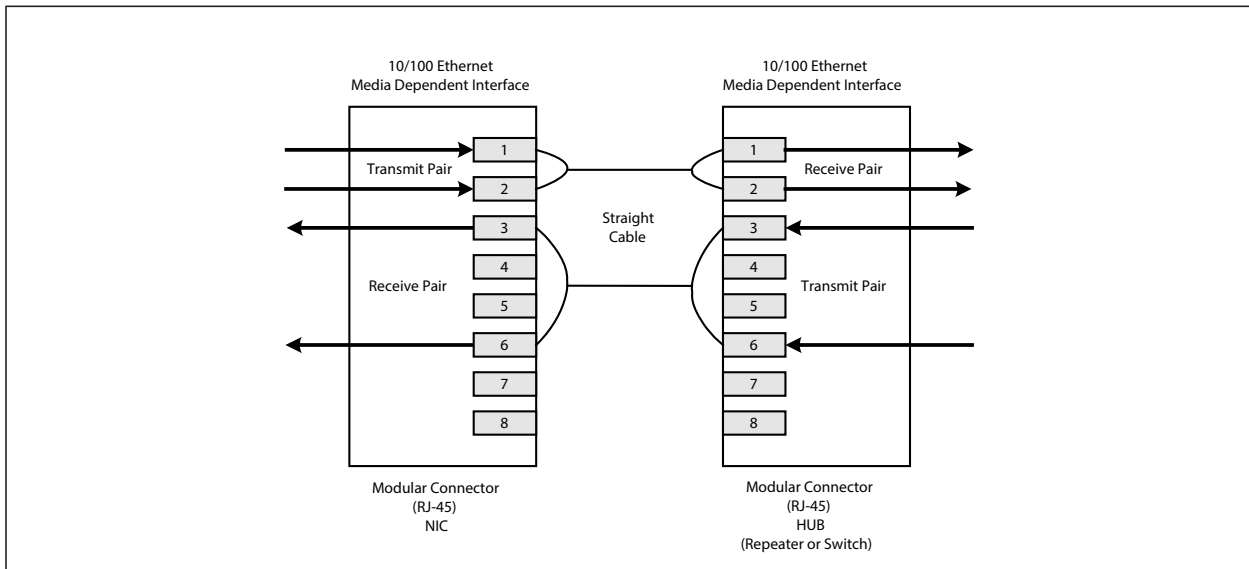 10/100 Ethernet
Media Dependent Interface
10/100 Ethernet
Media Dependent Interface
1
Transmit Pair
2
3
4
Receive Pair
5
6
7
8
Straight
Cable
1
Receive Pair
2
3
4
Transmit Pair
5
6
7
8
Modular Connector
(RJ-45)
NIC
Modular Connector
(RJ-45)
HUB
(Repeater or Switch)